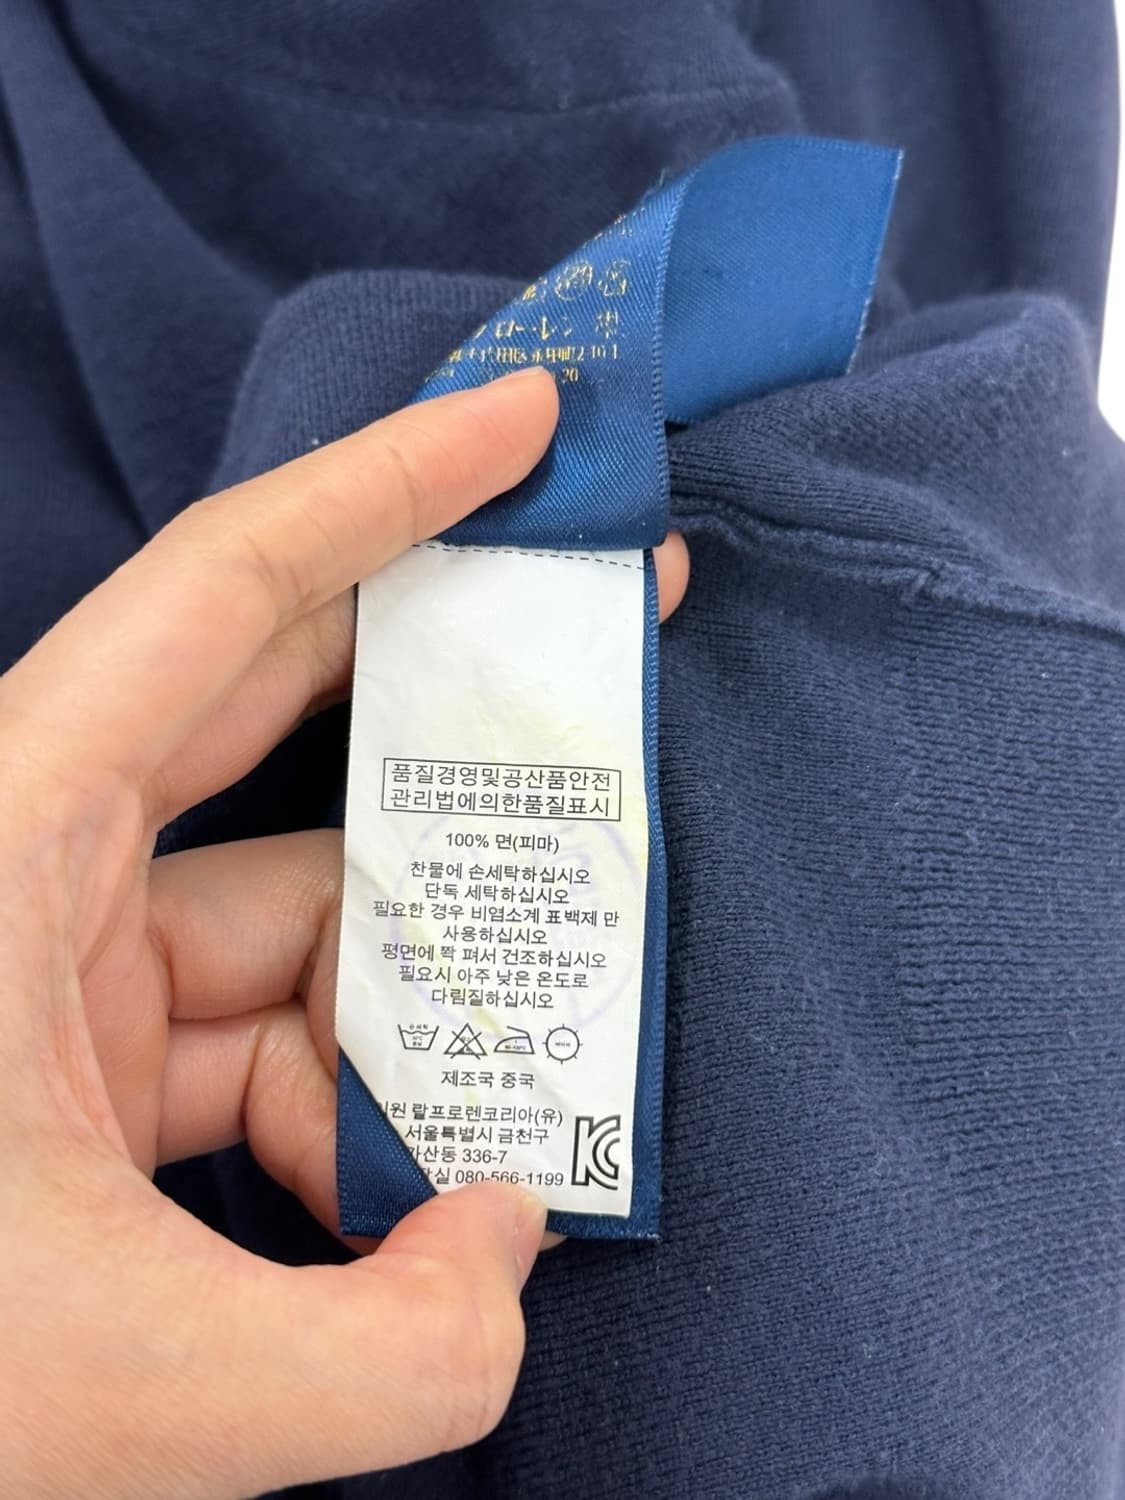 품질경영및공산품안전
관리법에의한품질표시
100% 면(피마)
찬물에 손세탁하십시오
단독 세탁하십시오
필요한 경우 비염소계 표백제 만
사용하십시오
평면에 쫙 펴서 건조하십시오
필요시 아주 낮은 온도로
다림질하십시오
제조국 중국
랄프로렌코리아(유)
서울특별시 금천구
가산동 336-7
080-566-1199